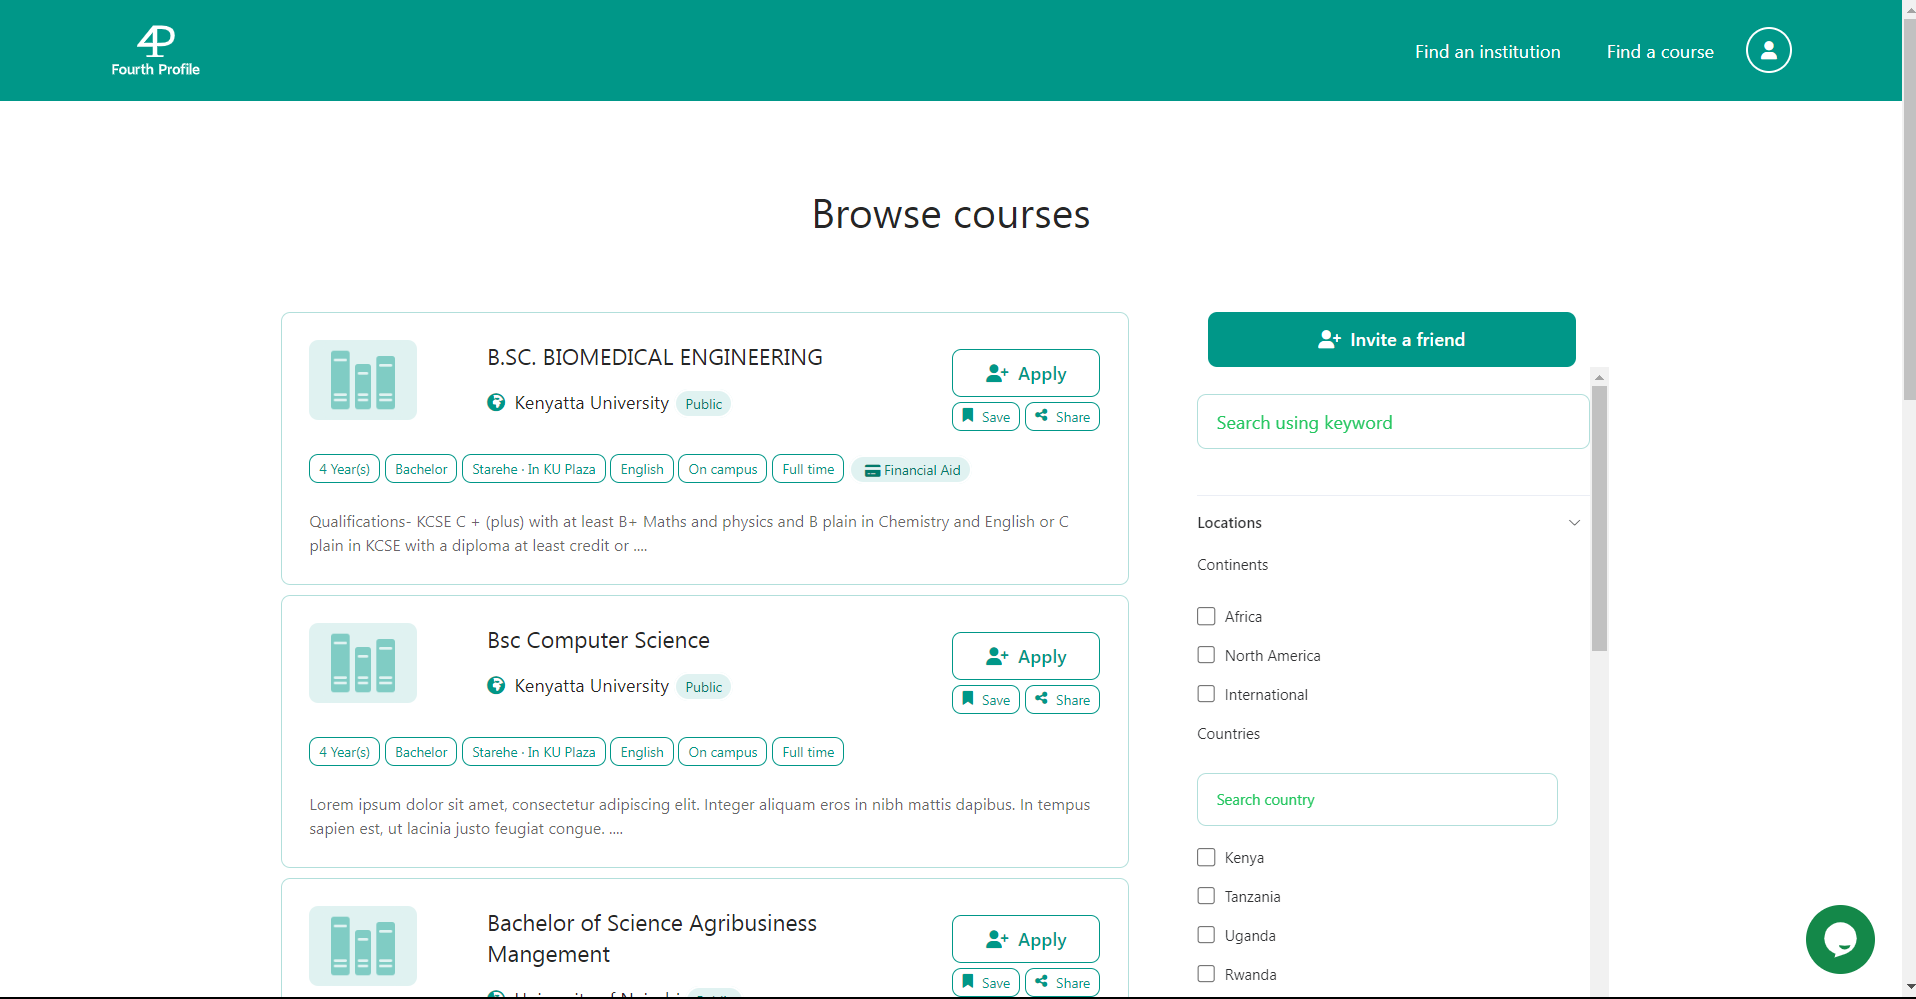 4P
Fourth Profile
Find an institution
Find a course
Browse courses
B.SC. BIOMEDICAL ENGINEERING
Kenyatta University Public
Apply
Save Share
4 Year(s) Bachelor Starehe · In KU Plaza English On campus Full time Financial Aid
Qualifications- KCSE C + (plus) with at least B+ Maths and physics and B plain in Chemistry and English or C
plain in KCSE with a diploma at least credit or ....
Bsc Computer Science
Kenyatta University Public
Apply
Save Share
4 Year(s) Bachelor Starehe · In KU Plaza English On campus Full time
Lorem ipsum dolor sit amet, consectetur adipiscing elit. Integer aliquam eros in nibh mattis dapibus. In tempus
sapien est, ut lacinia justo feugiat congue. ....
Bachelor of Science Agribusiness
Mangement
Apply
Save Share
Invite a friend
Search using keyword
Locations
Continents
Africa
North America
International
Countries
Search country
Kenya
Tanzania
Uganda
Rwanda